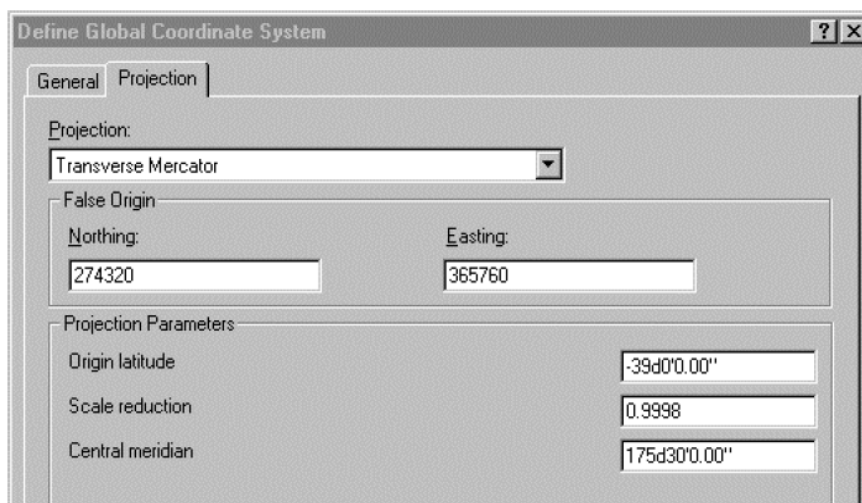 Define Global Coordinate System
General Projection
Projection:
Transverse Mercator
False Origin
Northing: Easting:
274320 365760
Projection Parameters
Origin latitude -39d0'0.00"
Scale reduction 0.9998
Central meridian 175d30'0.00"